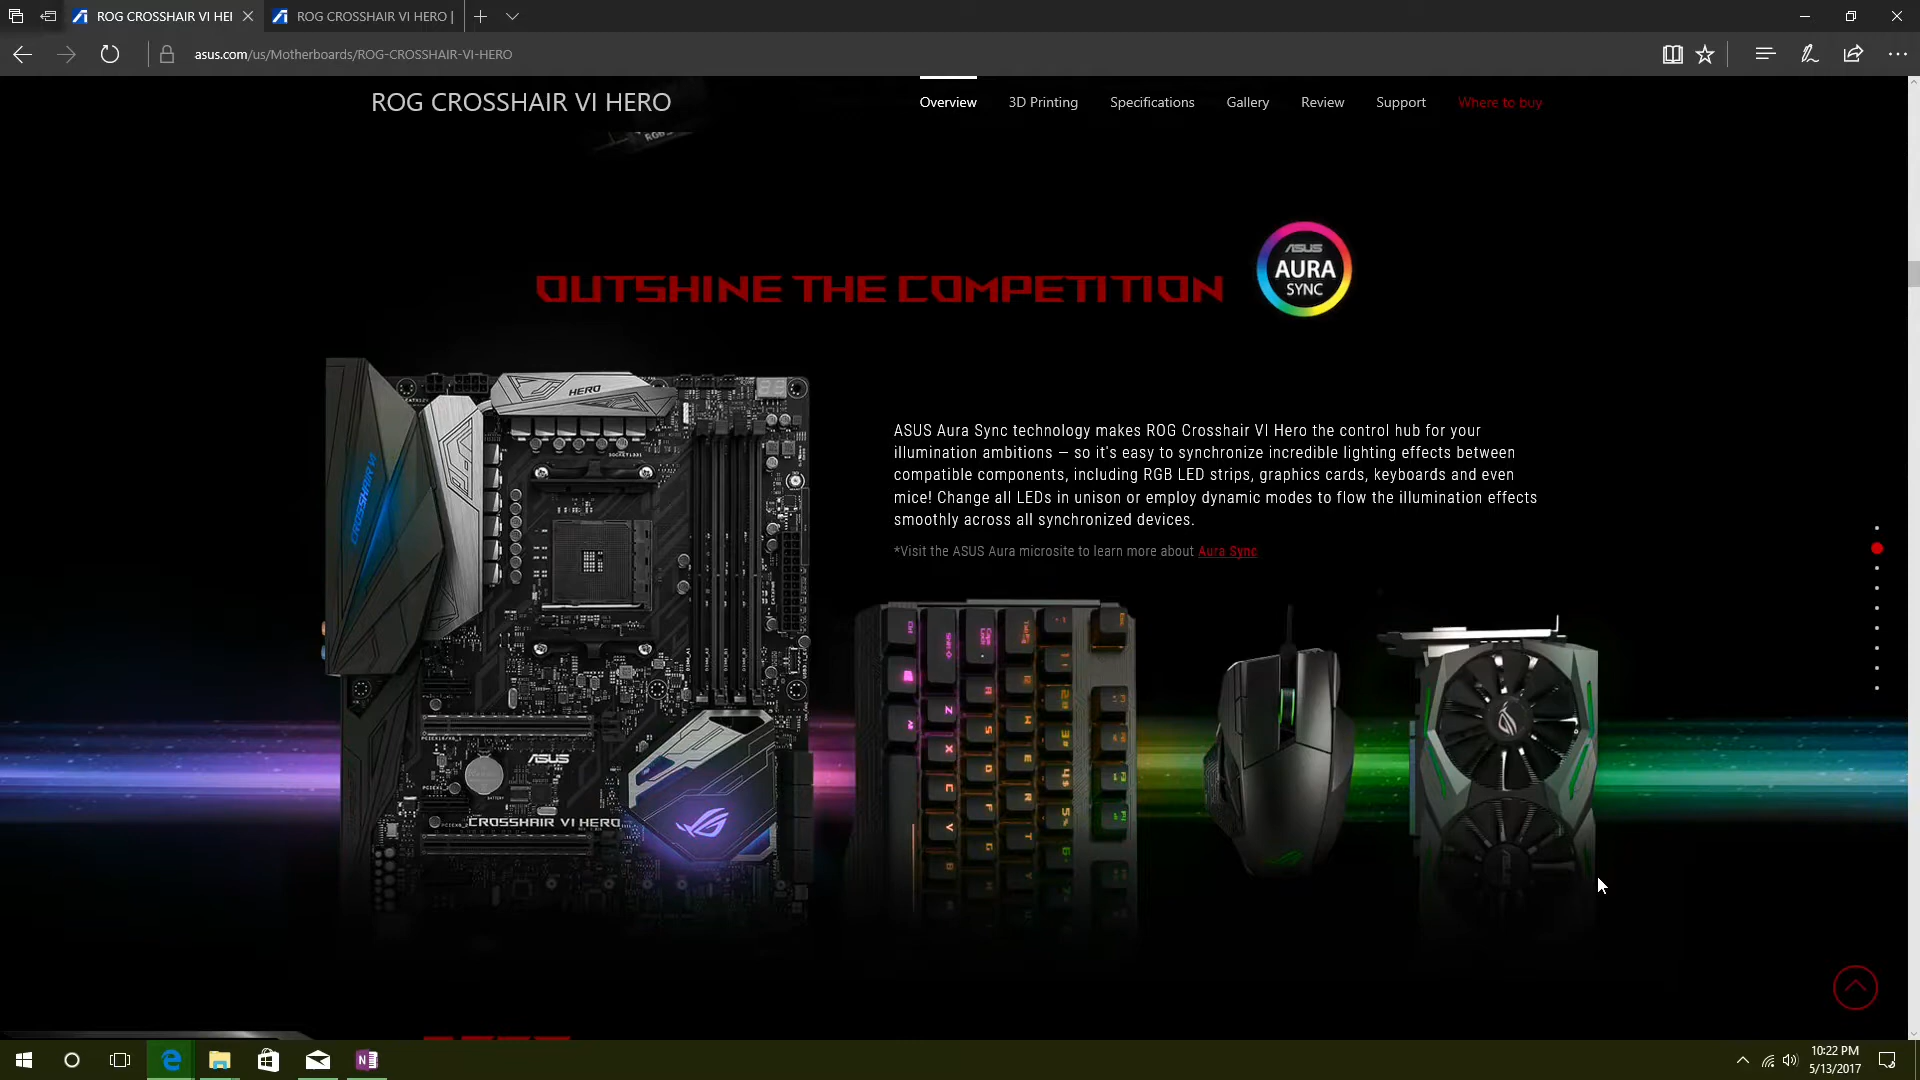 ROG CROSSHAIR VI HEI
ROG CROSSHAIR VI HERO |
asus.com/us/Motherboards/ROG-CROSSHAIR-VI-HERO
ROG CROSSHAIR VI HERO
Overview
3D Printing
Specifications
Gallery
Review
Support
Where to buy
OUTSHINE THE COMPETITION
ASUS
AURA
SYNC
HERO
CROSSHAIR VI
ASUS Aura Sync technology makes ROG Crosshair VI Hero the control hub for your
illumination ambitions — so it's easy to synchronize incredible lighting effects between
compatible components, including RGB LED strips, graphics cards, keyboards and even
mice! Change all LEDs in unison or employ dynamic modes to flow the illumination effects
smoothly across all synchronized devices.
*Visit the ASUS Aura microsite to learn more about Aura Sync
ASUS
CROSSHAIR VI HERO
10:22 PM
5/13/2017